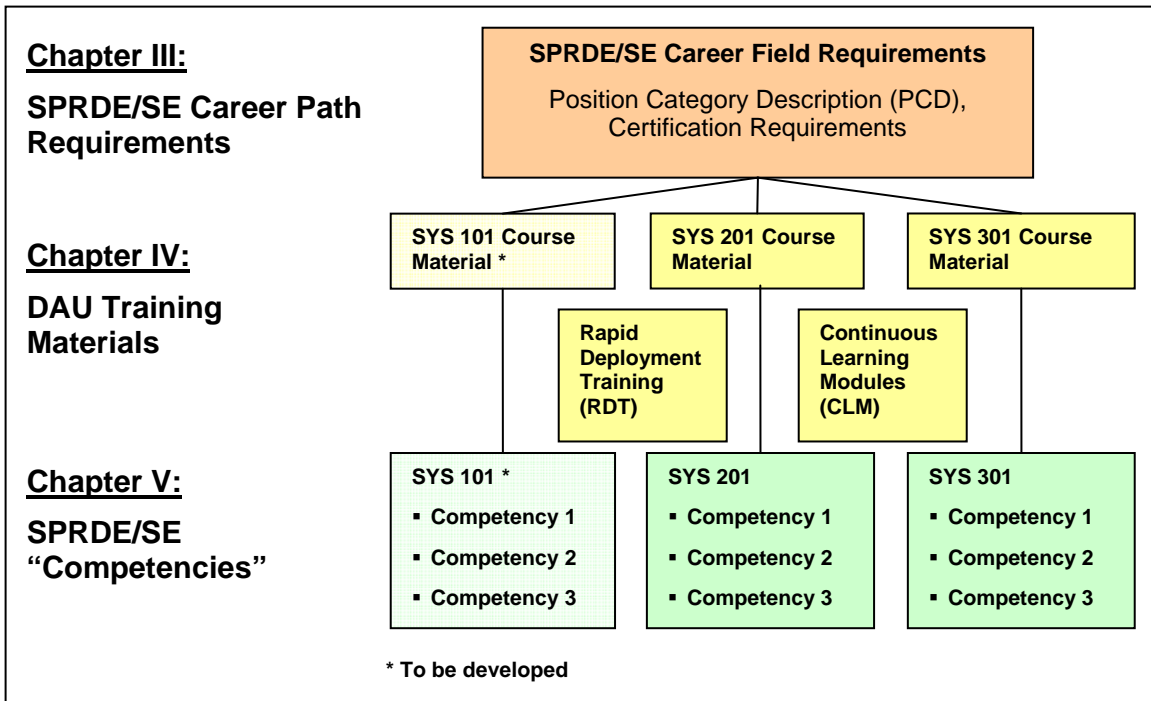 Chapter III:
SPRDE/SE Career Path
Requirements
SPRDE/SE Career Field Requirements
Position Category Description (PCD),
Certification Requirements
Chapter IV:
DAU Training
Materials
SYS 101 Course
Material *
SYS 201 Course
Material
SYS 301 Course
Material
Rapid
Deployment
Training
(RDT)
Continuous
Learning
Modules
(CLM)
Chapter V:
SPRDE/SE
“Competencies”
SYS 101 *
▪ Competency 1
▪ Competency 2
▪ Competency 3
SYS 201
▪ Competency 1
▪ Competency 2
▪ Competency 3
SYS 301
▪ Competency 1
▪ Competency 2
▪ Competency 3
* To be developed